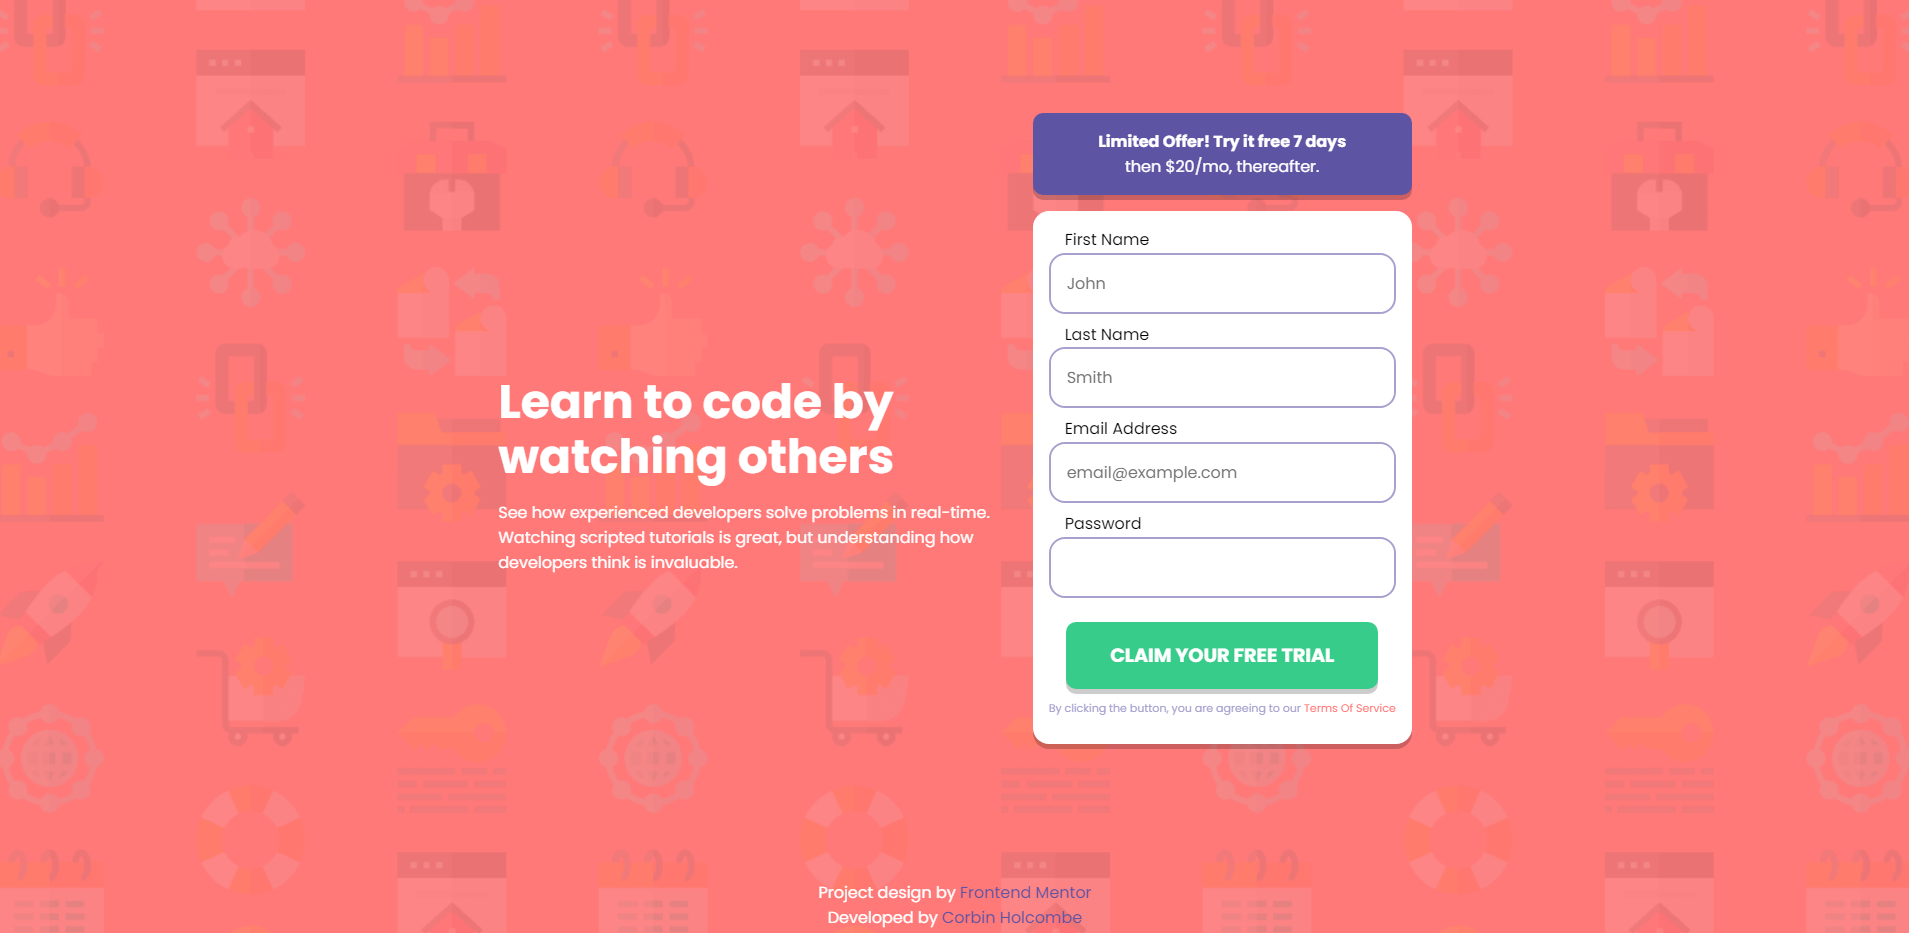 Learn to code by
watching others
See how experienced developers solve problems in real-time.
Watching scripted tutorials is great, but understanding how
developers think is invaluable.
Limited Offer! Try it free 7 days
then $20/mo, thereafter.
First Name
John
Last Name
Smith
Email Address
email@example.com
Password
CLAIM YOUR FREE TRIAL
By clicking the button, you are agreeing to our Terms Of Service
Project design by Frontend Mentor
Developed by Corbin Holcombe